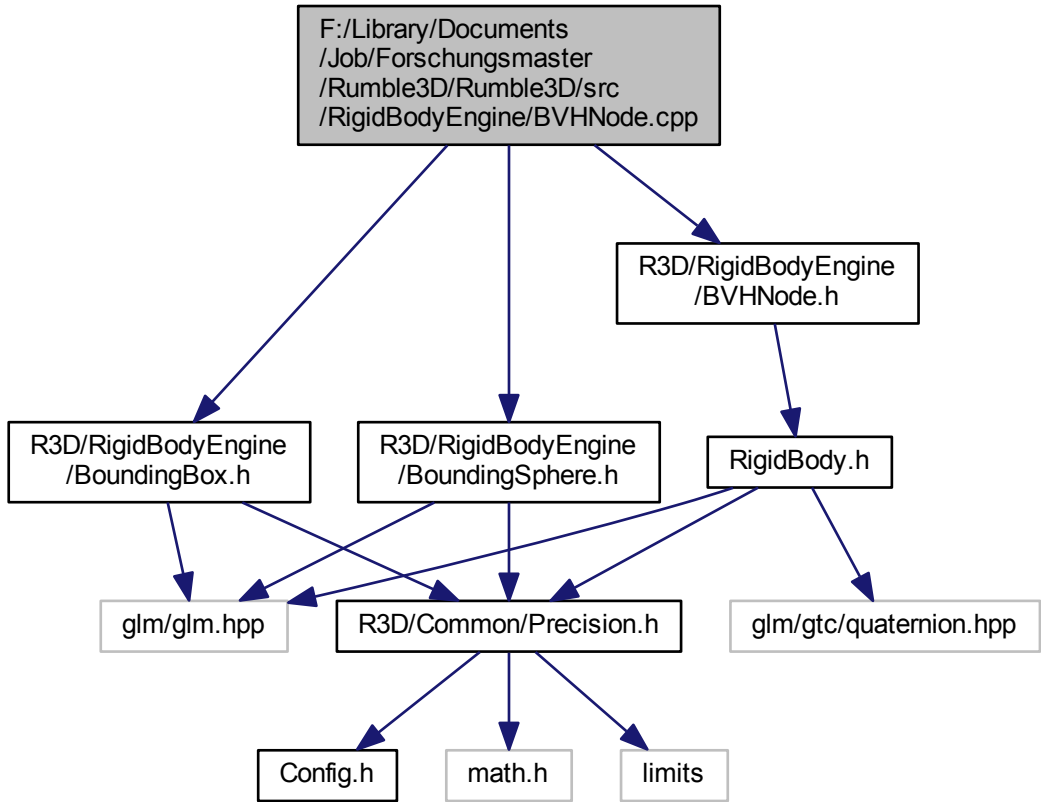 F:/Library/Documents
/Job/Forschungsmaster
/Rumble3D/Rumble3D/src
/RigidBodyEngine/BVHNode.cpp
R3D/RigidBodyEngine
/BVHNode.h
R3D/RigidBodyEngine
/BoundingBox.h
R3D/RigidBodyEngine
/BoundingSphere.h
RigidBody.h
glm/glm.hpp
R3D/Common/Precision.h
glm/gtc/quaternion.hpp
Config.h
math.h
limits